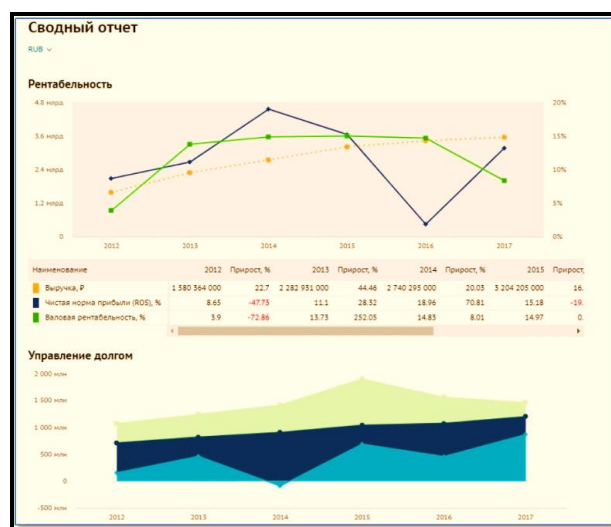 Сводный отчет
RUB
Рентабельность
4.8 млрд 20%
3.6 млрд 15%
2.4 млрд 10%
1.2 млрд 5%
0 0%
2012 2013 2014 2015 2016 2017
Наименование 2012 Прирост, % 2013 Прирост, % 2014 Прирост, % 2015 Прирост,
Выручка, ₽ 1 580 364 000 22.7 2 282 931 000 44.46 2 740 295 000 20.03 3 204 205 000 16.
Чистая норма прибыли (ROS), % 8.65 -47.73 11.1 28.32 18.96 70.81 15.18 -19.
Валовая рентабельность, % 3.9 -72.86 13.73 252.05 14.83 8.01 14.97 0.
Управление долгом
2 000 млн
1 500 млн
1 000 млн
500 млн
0
-500 млн
2012 2013 2014 2015 2016 2017